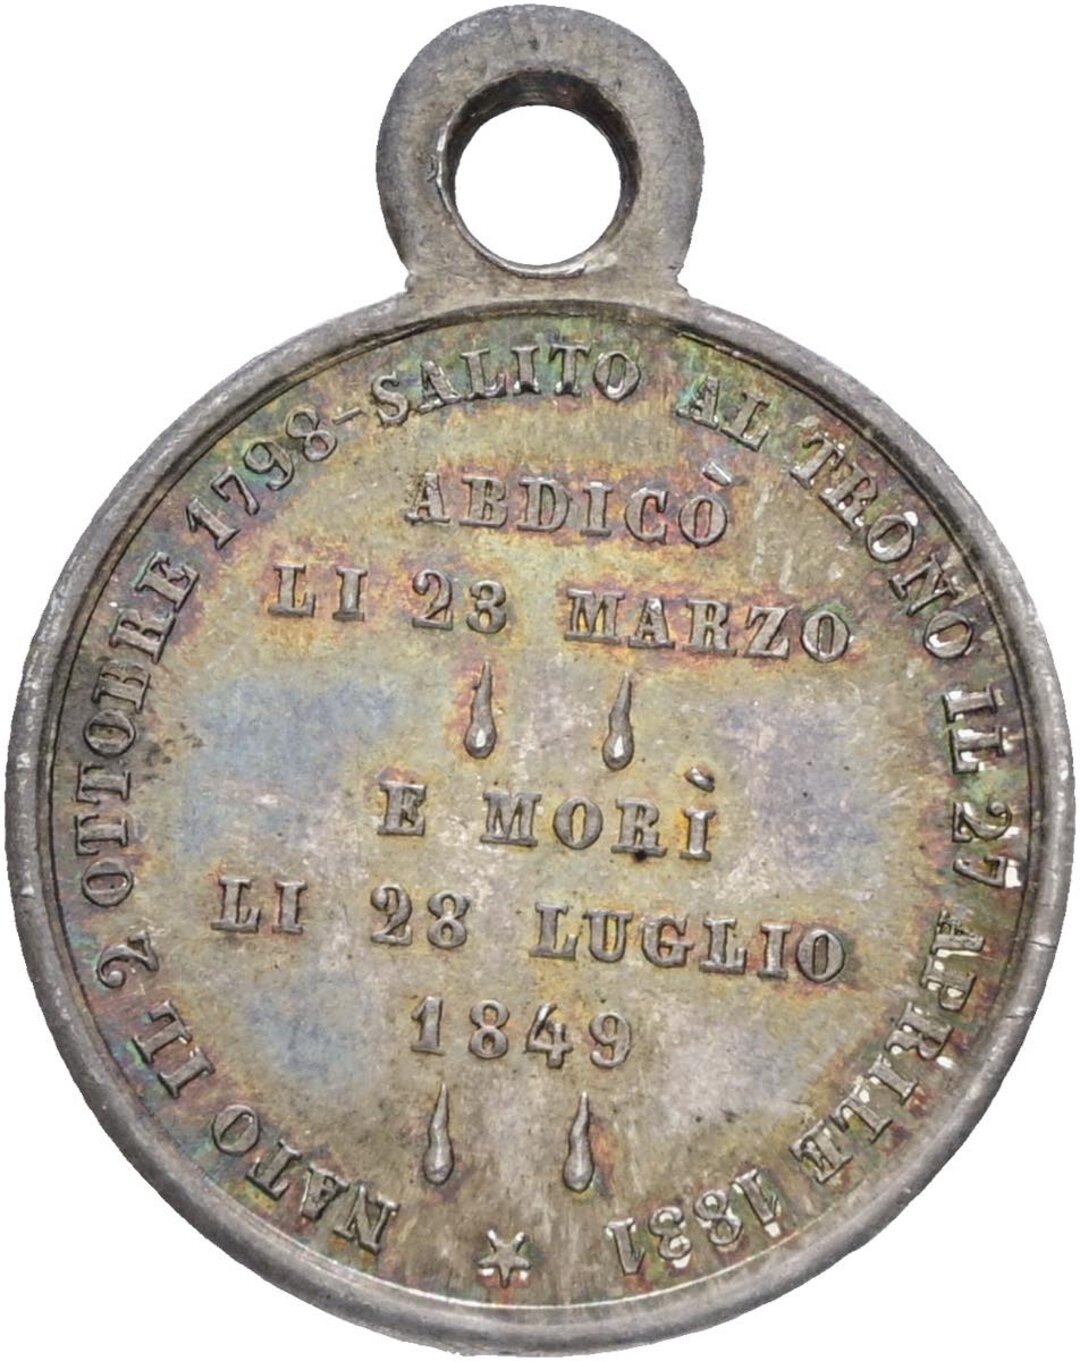 NATO IL 2 OTTOBRE 1798-SALITO AL TRONO IL 27 APRILE 1831
ABDICÒ
LI 23 MARZO
E MORÌ
LI 28 LUGLIO
1849